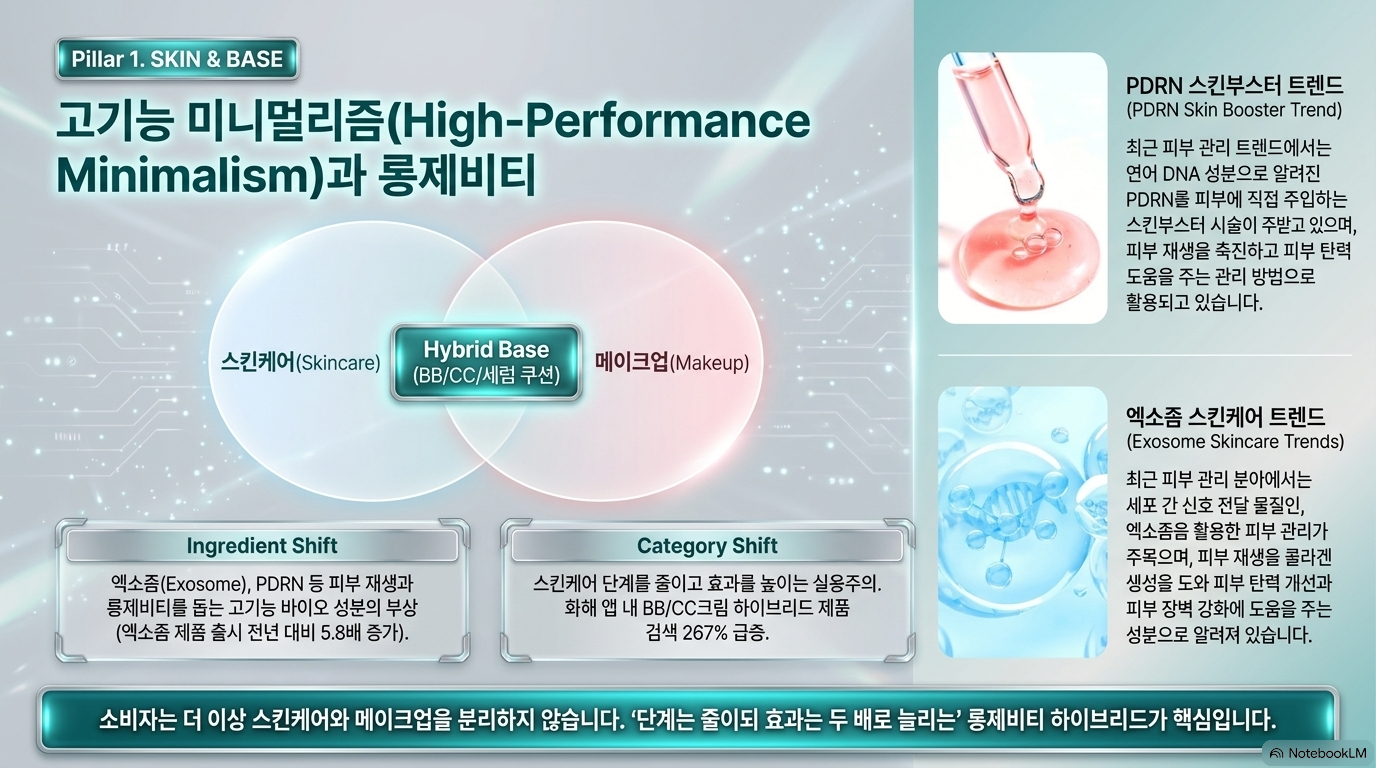 Pillar 1. SKIN & BASE
고기능 미니멀리즘(High-Performance
Minimalism)과 롱제비티
스킨케어(Skincare)
Hybrid Base
(BB/CC/세럼 쿠션)
메이크업(Makeup)
Ingredient Shift
엑소좀(Exosome), PDRN 등 피부 재생과
룡제비티를 돕는 고기능 바이오 성분의 부상
(엑소좀 제품 출시 전년 대비 5.8배 증가).
Category Shift
스킨케어 단계를 줄이고 효과를 높이는 실용주의.
화해 앱 내 BB/CC크림 하이브리드 제품
검색 267% 급증.
PDRN 스킨부스터 트렌드
(PDRN Skin Booster Trend)
최근 피부 관리 트렌드에서는
연어 DNA 성분으로 알려진
PDRN롤 피부에 직접 주입하는
스킨부스터 시술이 주받고 있으며,
피부 재생을 축진하고 피부 탄력
도움을 주는 관리 방법으로
활용되고 있습니다.
엑소좀 스킨케어 트렌드
(Exosome Skincare Trends)
최근 피부 관리 분아에서는
세포 간 신호 전달 물질인,
엑소좀음 활용한 피부 관리가
주목으며, 피부 재생을 콜라겐
생성을 도와 피부 탄력 개선과
피부 장벽 강화에 도움을 주는
성분으로 알려져 있습니다.
소비자는 더 이상 스킨케어와 메이크업을 분리하지 않습니다. ‘단계는 줄이되 효과는 두 배로 늘리는’ 롱제비티 하이브리드가 핵심입니다.
NotebookLM